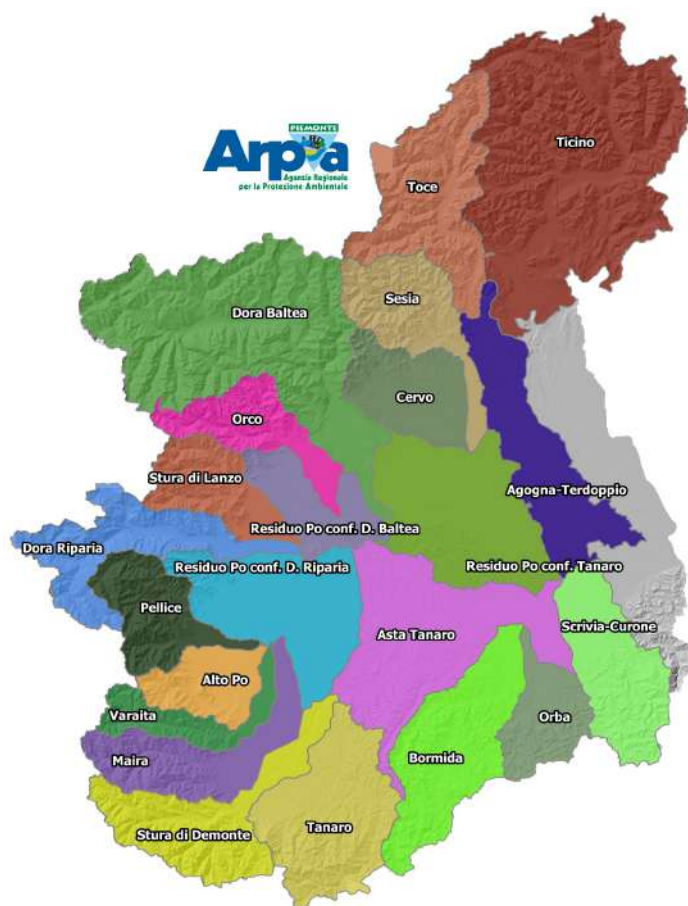 Ticino
PIEMONTE
Arpa
Agenzia Regionale
per la Protezione Ambientale
Toce
Sesia
Dora Baltea
Cervo
Orco
Stura di Lanzo
Agogna-Terdoppio
Residuo Po conf. D. Baltea
Dora Riparia
Residuo Po conf. D. Riparia
Residuo Po conf. Tanaro
Pellice
Scrivia-Curone
Asta Tanaro
Alto Po
Varaita
Orba
Bormida
Maira
Tanaro
Stura di Demonte